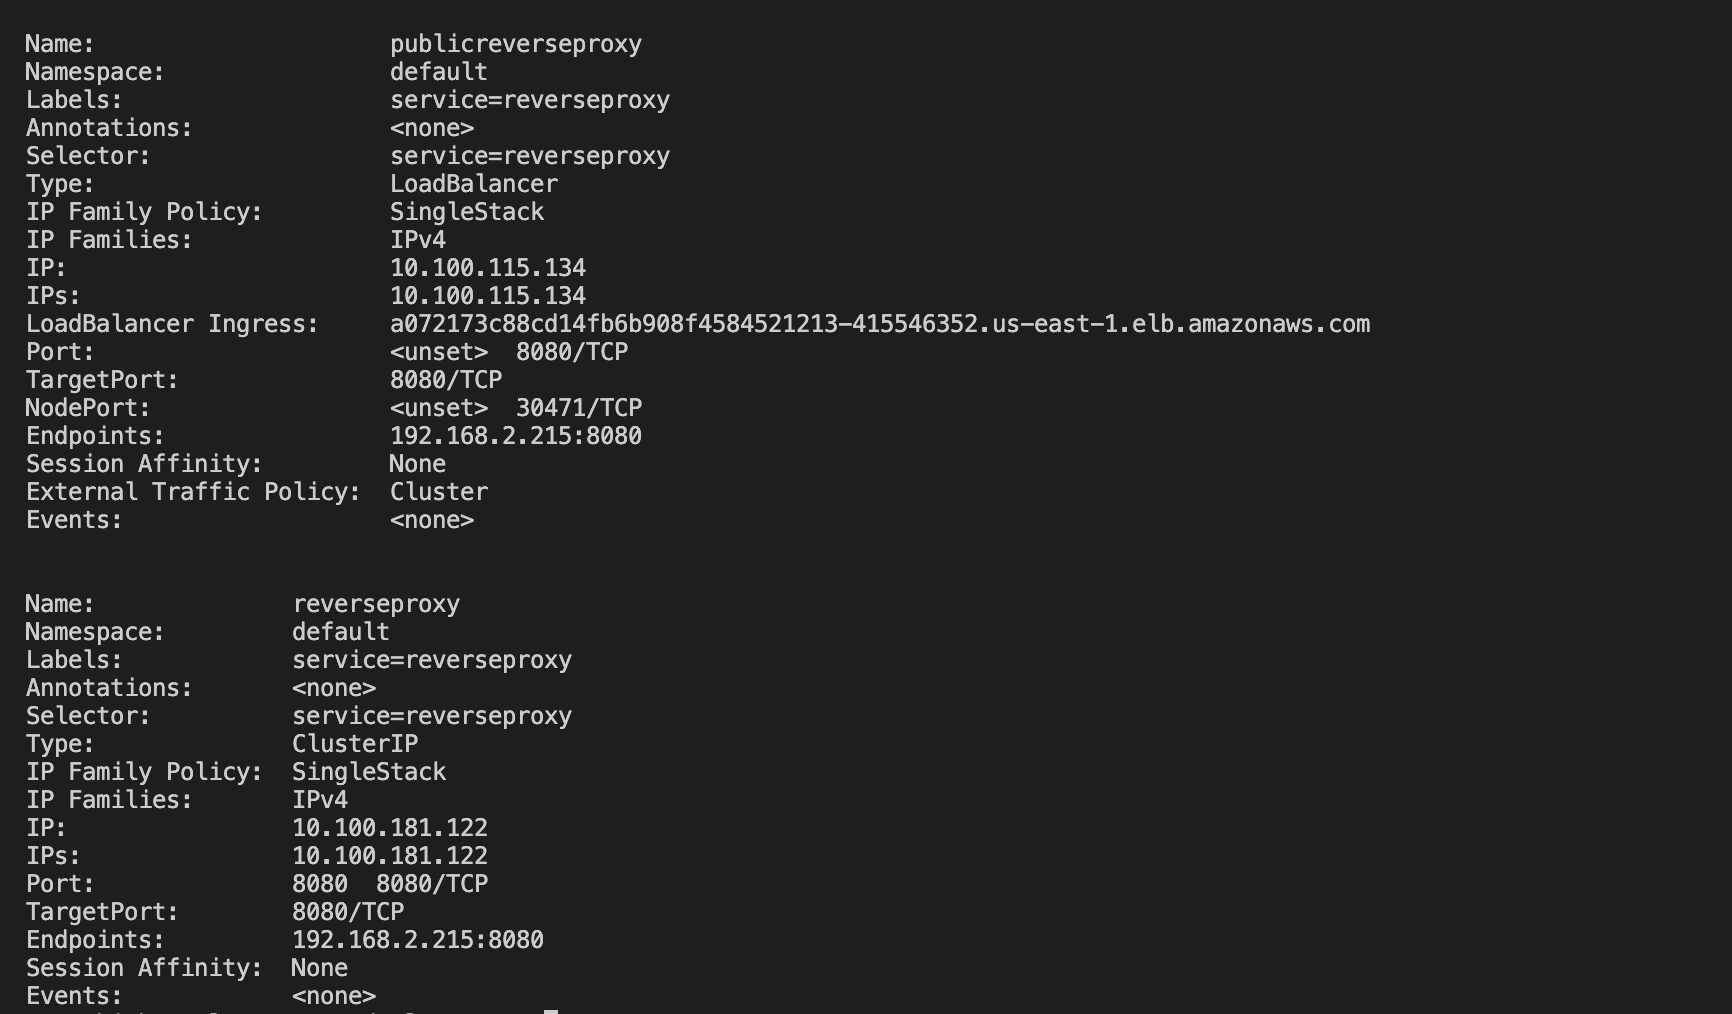 Name: publicreverseproxy
Namespace: default
Labels: service=reverseproxy
Annotations: <none>
Selector: service=reverseproxy
Type: LoadBalancer
IP Family Policy: SingleStack
IP Families: IPv4
IP: 10.100.115.134
IPs: 10.100.115.134
LoadBalancer Ingress: a072173c88cd14fb6b908f4584521213-415546352.us-east-1.elb.amazonaws.com
Port: <unset> 8080/TCP
TargetPort: 8080/TCP
NodePort: <unset> 30471/TCP
Endpoints: 192.168.2.215:8080
Session Affinity: None
External Traffic Policy: Cluster
Events: <none>
Name: reverseproxy
Namespace: default
Labels: service=reverseproxy
Annotations: <none>
Selector: service=reverseproxy
Type: ClusterIP
IP Family Policy: SingleStack
IP Families: IPv4
IP: 10.100.181.122
IPs: 10.100.181.122
Port: 8080 8080/TCP
TargetPort: 8080/TCP
Endpoints: 192.168.2.215:8080
Session Affinity: None
Events: <none>